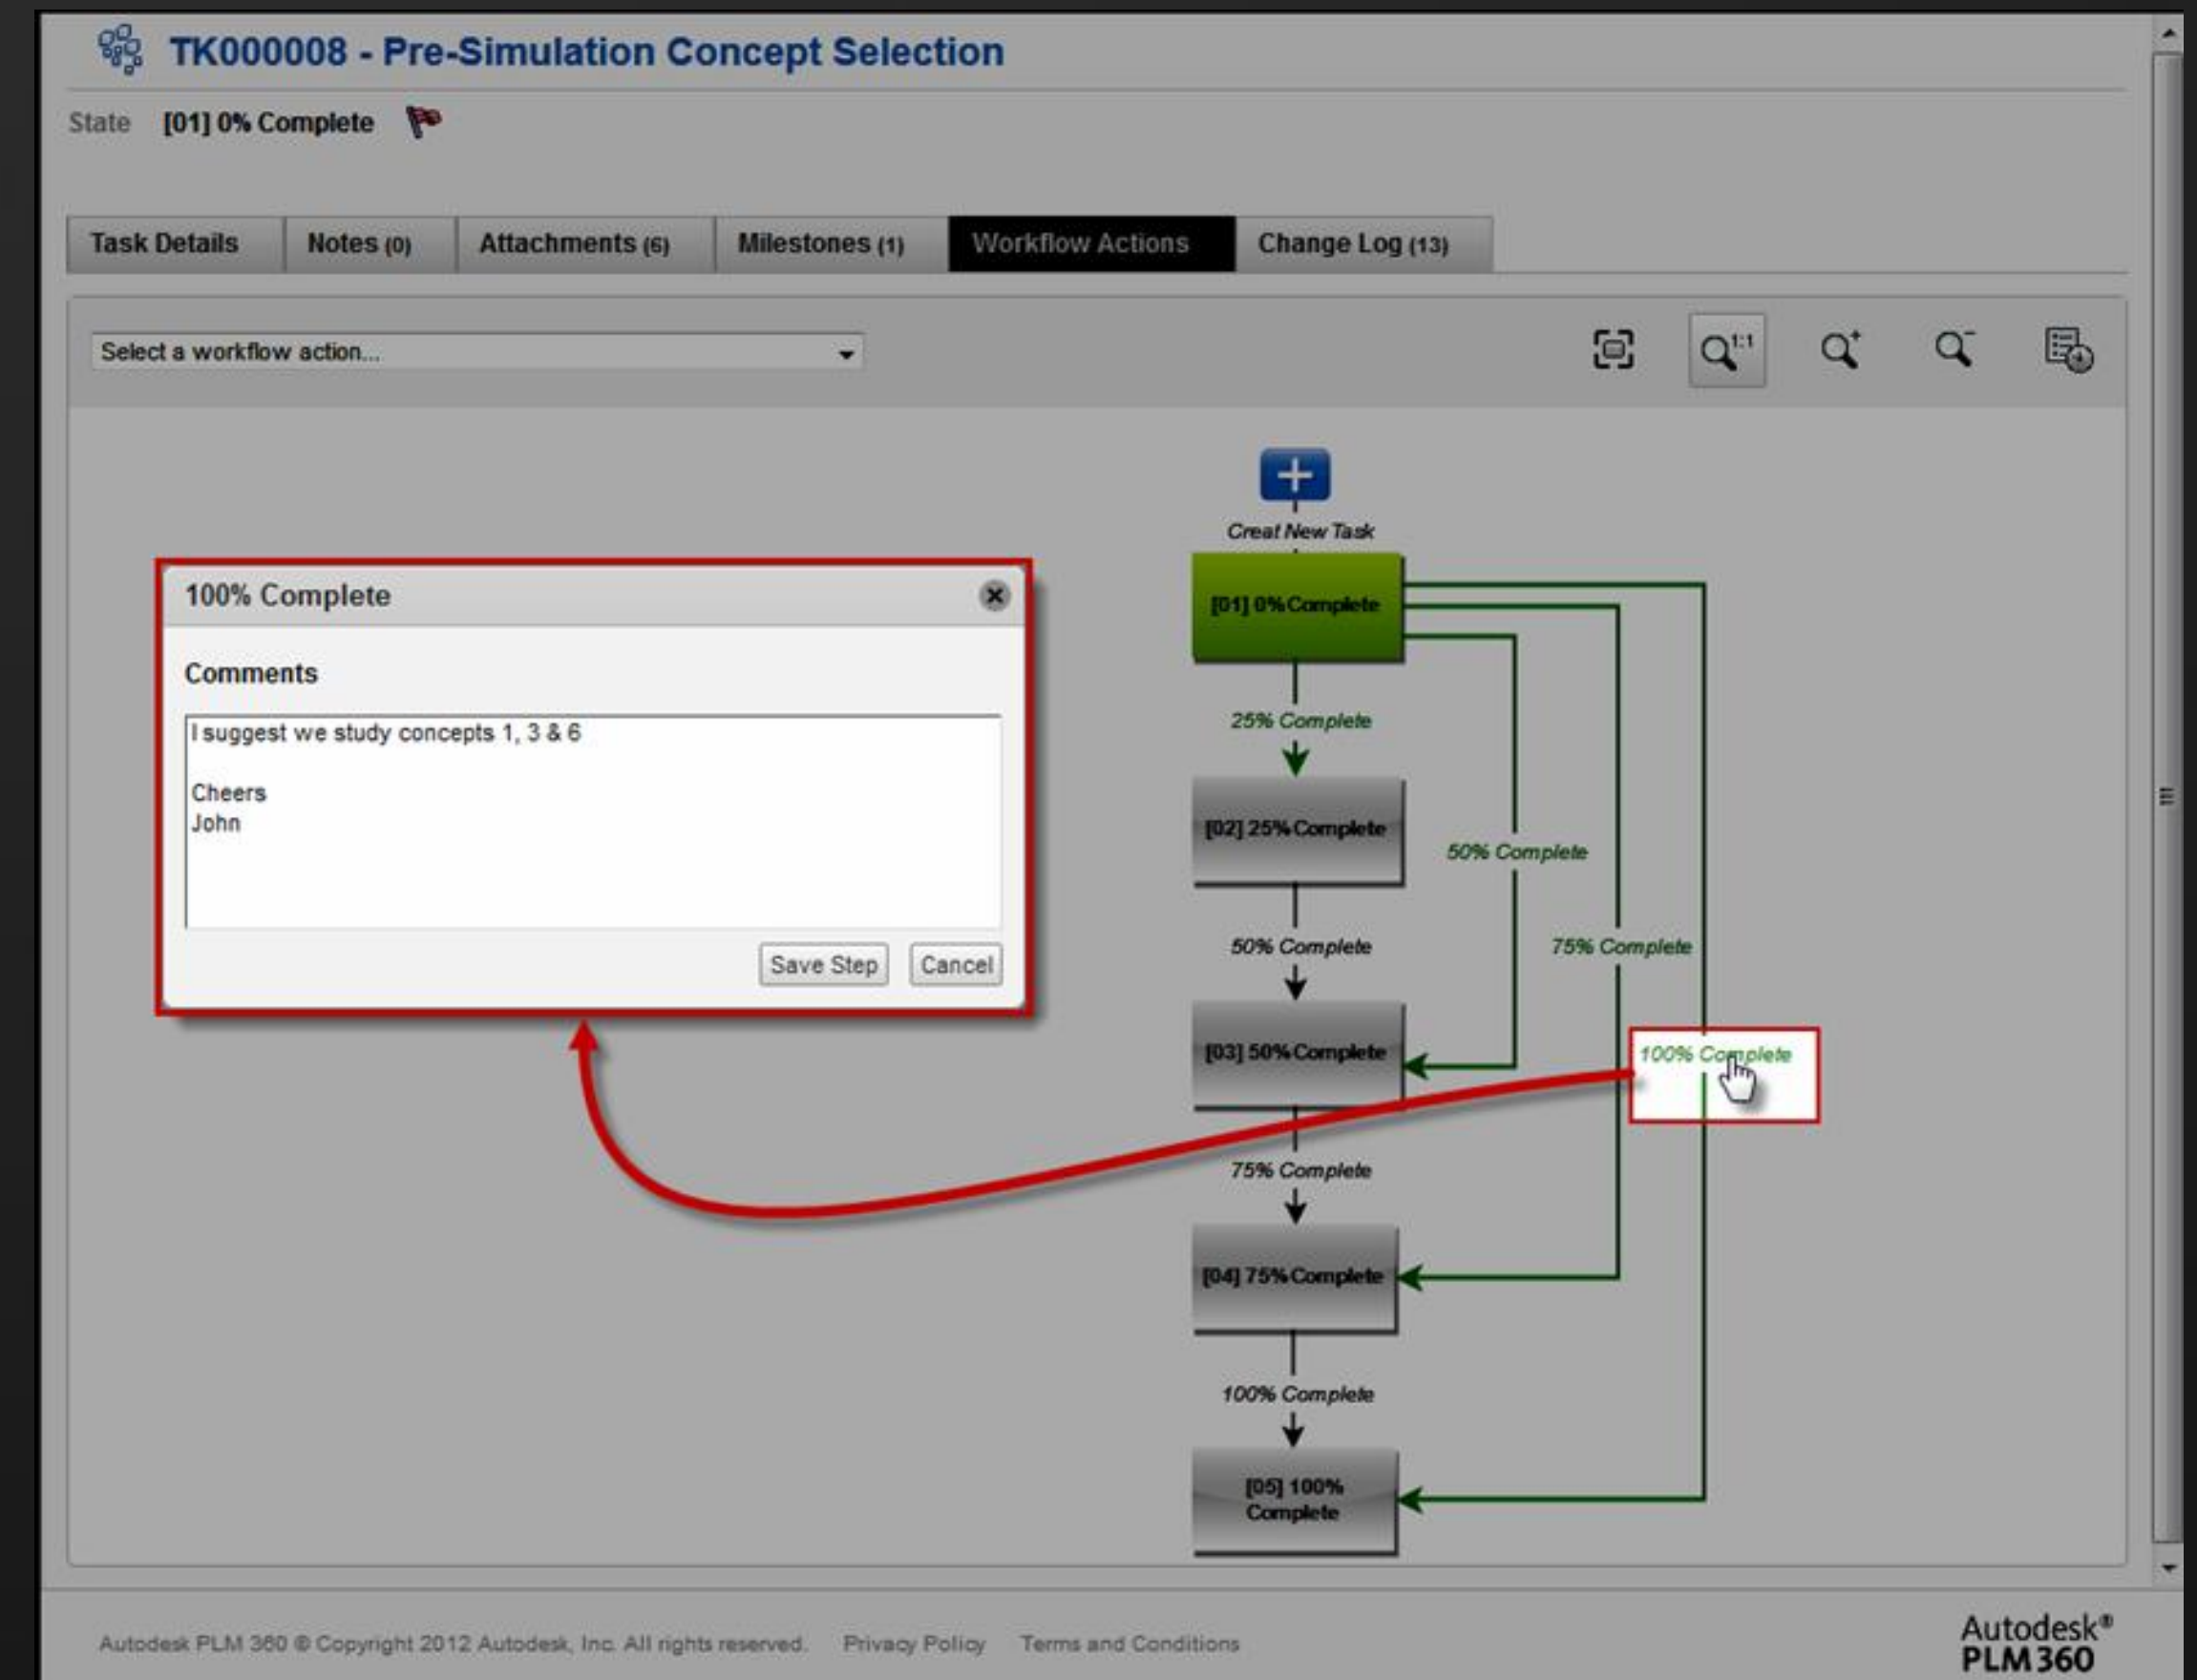 TK000008 - Pre-Simulation Concept Selection
State [01] 0% Complete
Task Details Notes (0) Attachments (6) Milestones (1) Workflow Actions Change Log (13)
Select a workflow action...
1:1
Creat New Task
[01] 0% Complete
100% Complete
Comments
I suggest we study concepts 1, 3 & 6
Cheers
John
Save Step Cancel
25% Complete
[02] 25% Complete
50% Complete
50% Complete
75% Complete
[03] 50% Complete
100% Complete
75% Complete
[04] 75% Complete
100% Complete
[05] 100%
Complete
Autodesk PLM 360 © Copyright 2012 Autodesk, Inc. All rights reserved. Privacy Policy Terms and Conditions
Autodesk®
PLM 360